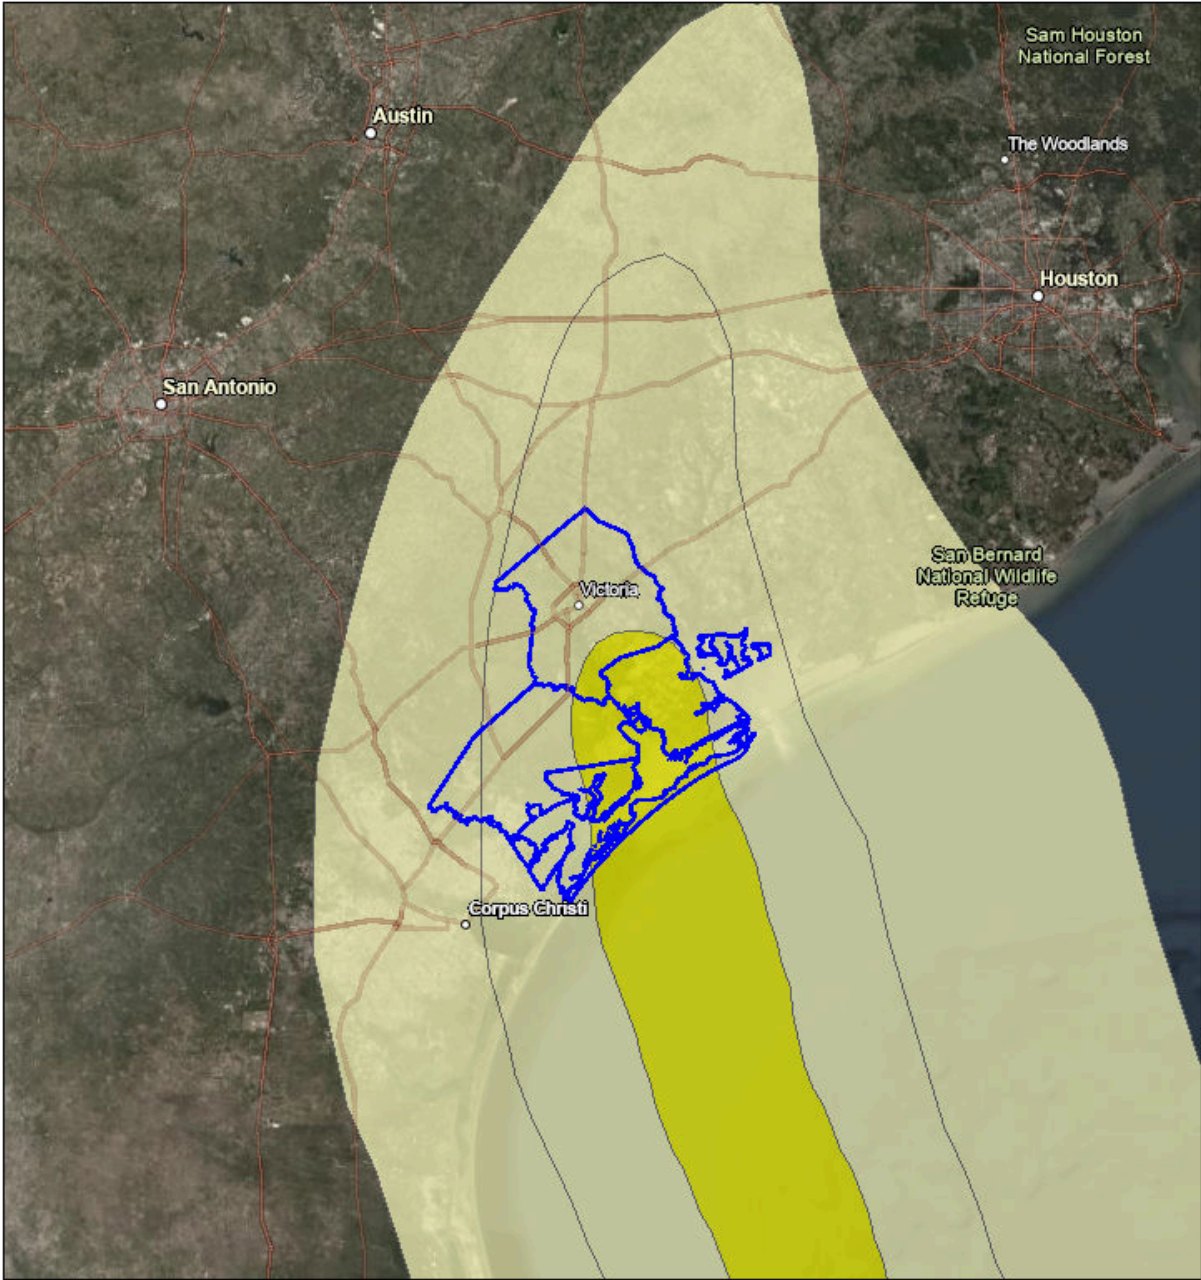 Sam Houston
National Forest
Austin
The Woodlands
Houston
San Antonio
San Bernard
National Wildlife
Refuge
Victoria
Corpus Christi